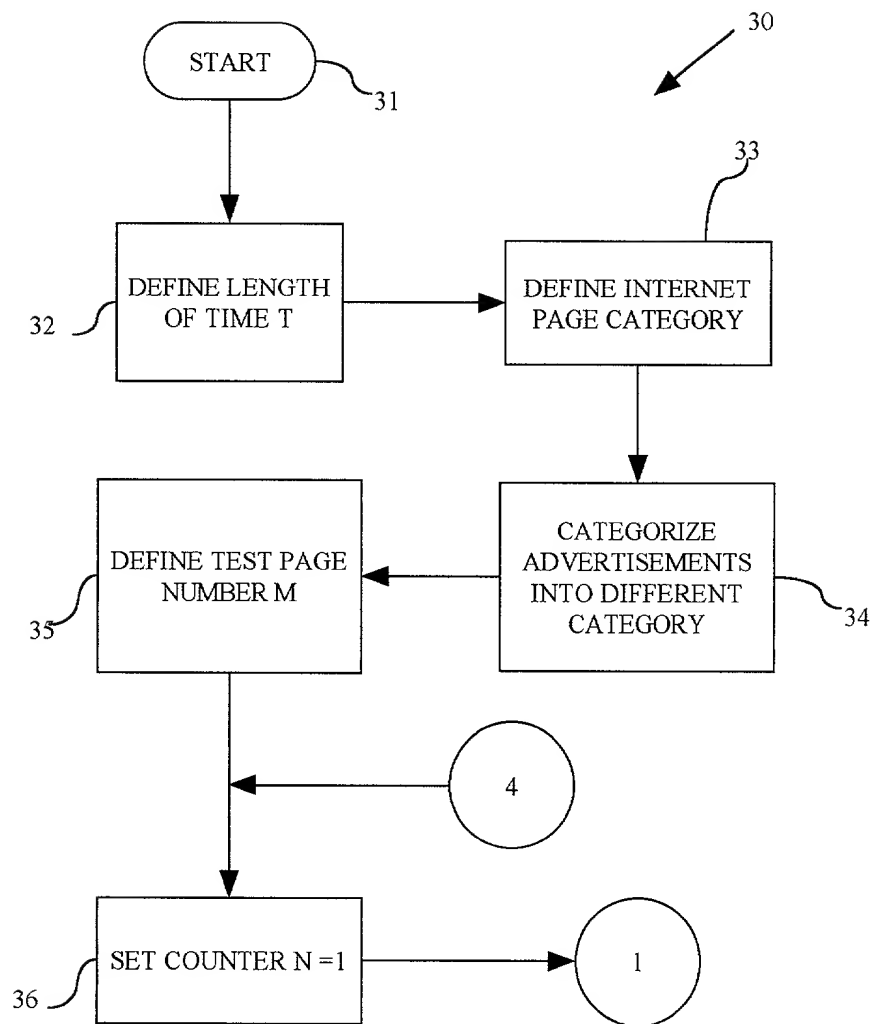 30
START
31
33
DEFINE LENGTH
OF TIME T
32
DEFINE INTERNET
PAGE CATEGORY
CATEGORIZE
ADVERTISEMENTS
INTO DIFFERENT
CATEGORY
34
DEFINE TEST PAGE
NUMBER M
35
4
SET COUNTER N =1
36
1